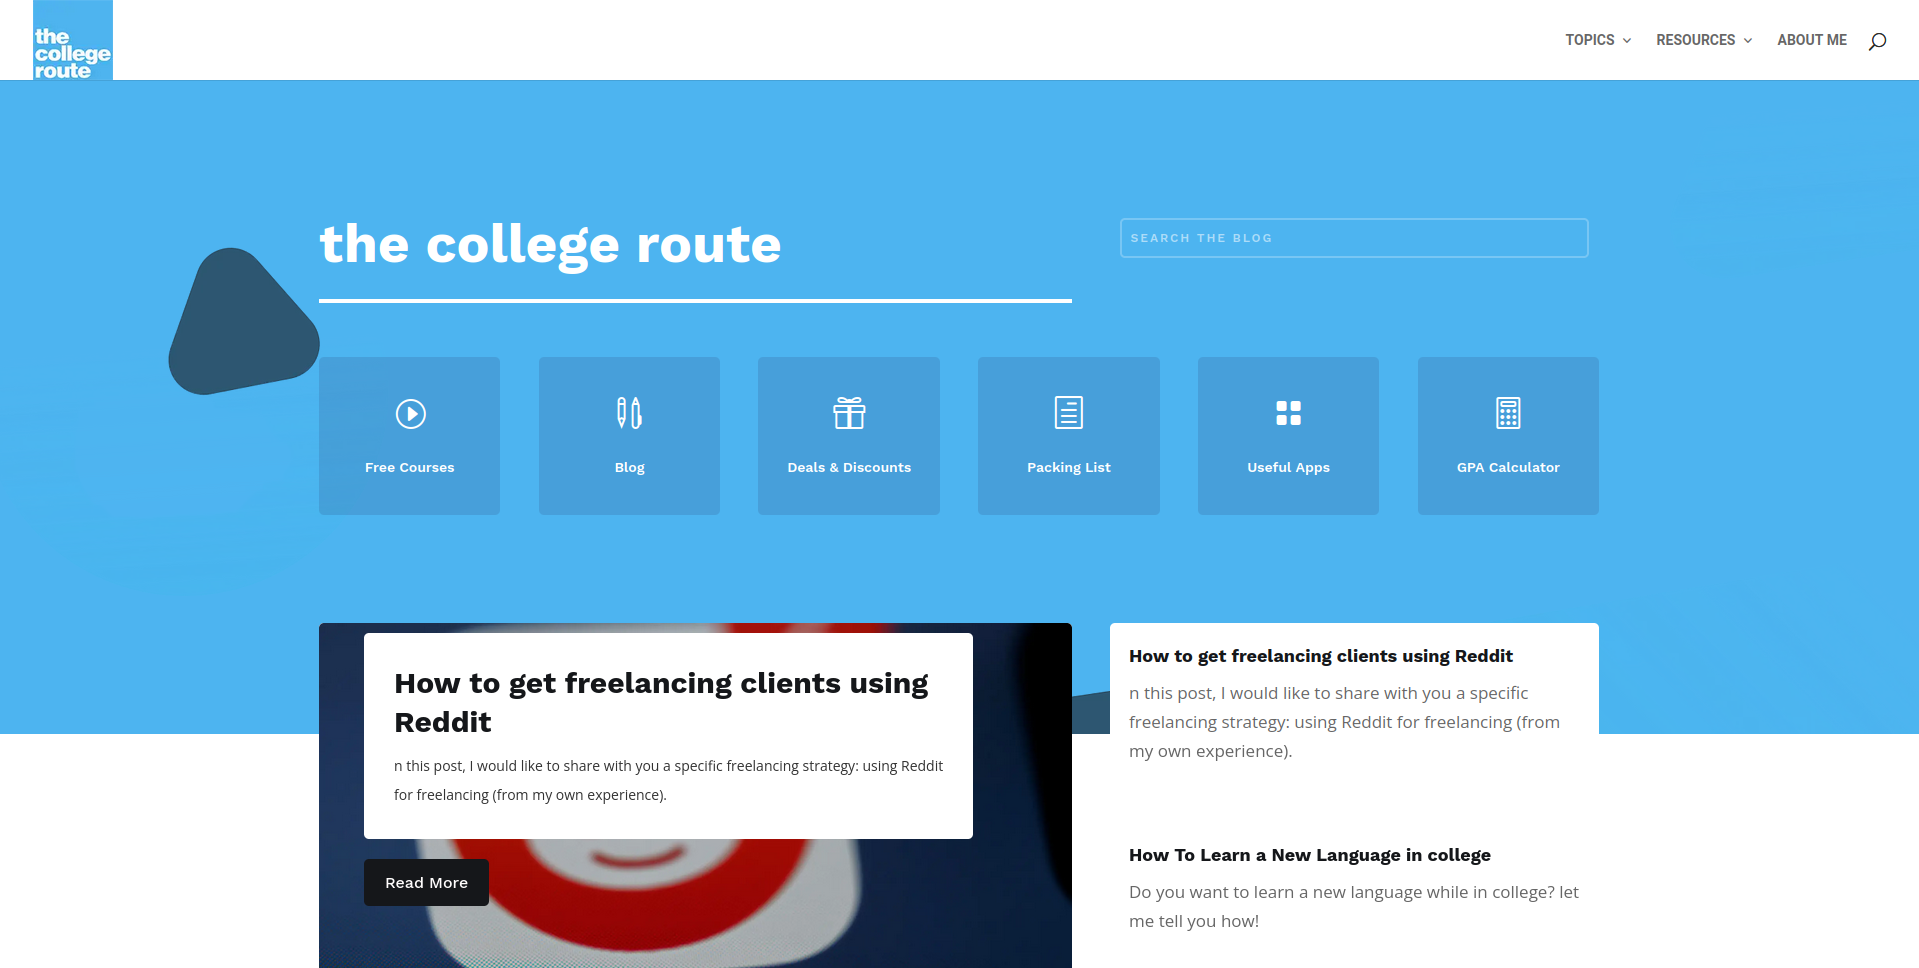 the
college
route
TOPICS
RESOURCES
ABOUT ME
the college route
SEARCH THE BLOG
Free Courses
Blog
Deals & Discounts
Packing List
Useful Apps
GPA Calculator
How to get freelancing clients using
Reddit
n this post, I would like to share with you a specific freelancing strategy: using Reddit
for freelancing (from my own experience).
Read More
How to get freelancing clients using Reddit
n this post, I would like to share with you a specific
freelancing strategy: using Reddit for freelancing (from
my own experience).
How To Learn a New Language in college
Do you want to learn a new language while in college? let
me tell you how!